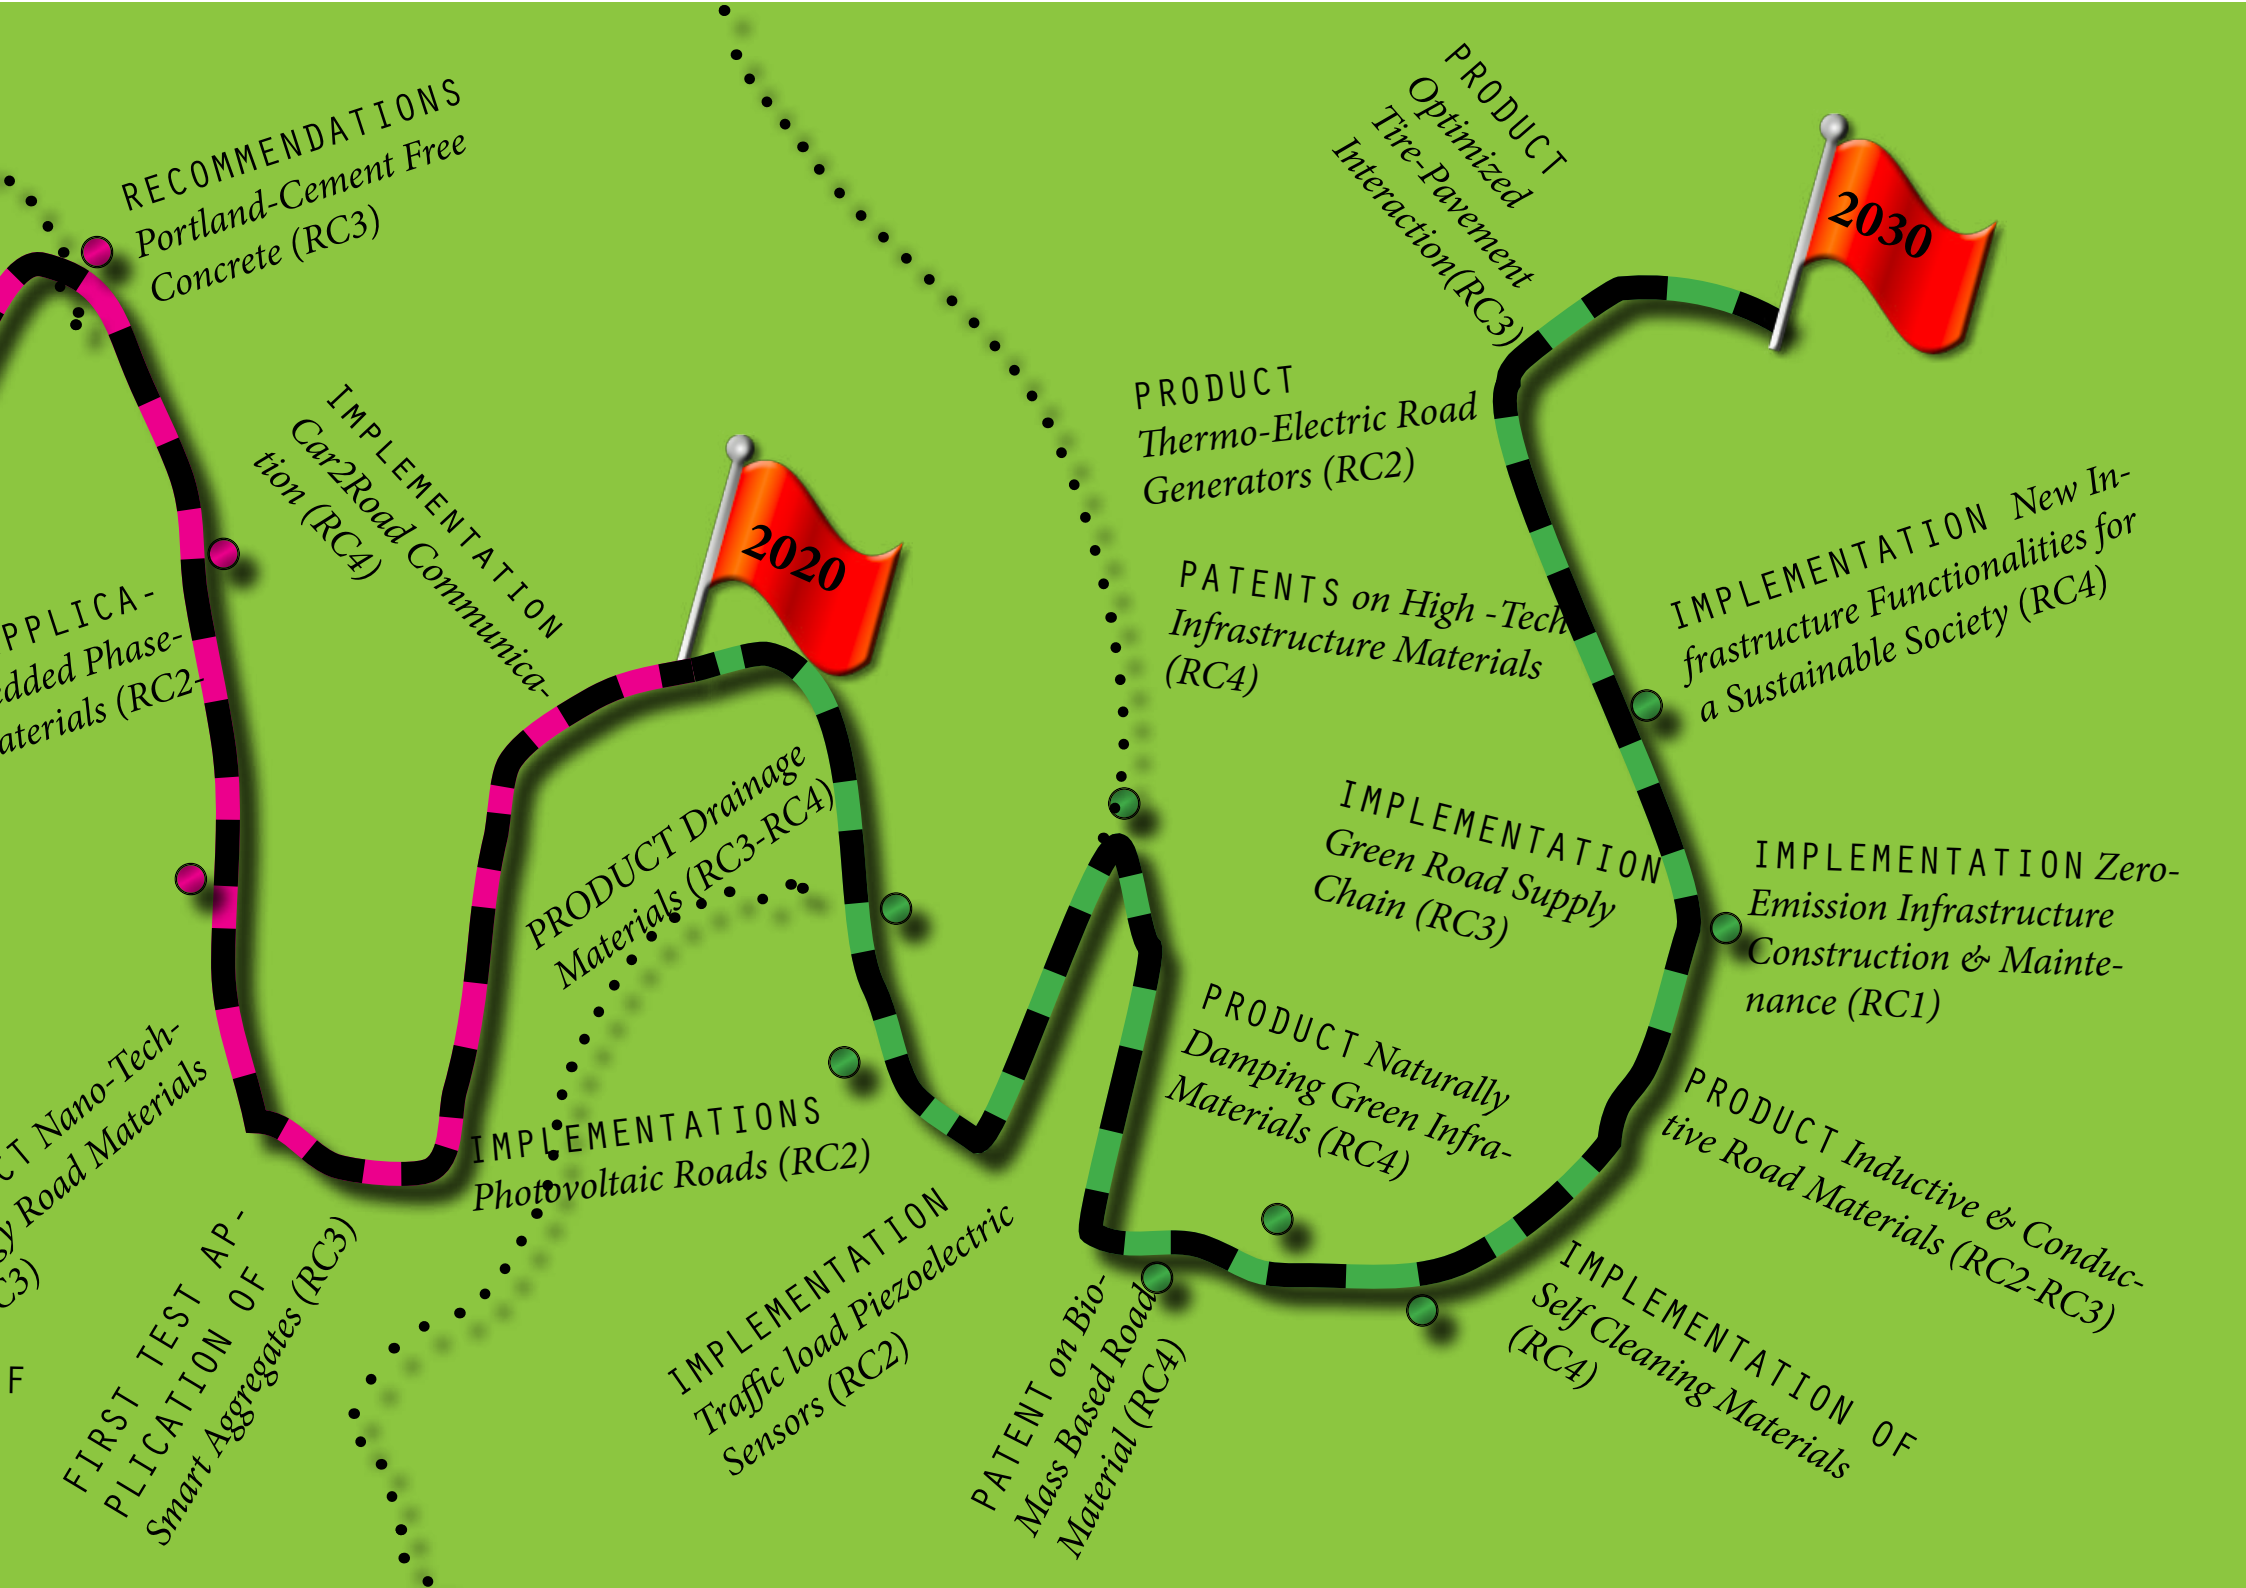 RECOMMENDATIONS
Portland-Cement Free
Concrete (RC3)
IMPLEMENTATION
Car2Road Communica-
tion (RC4)
PPLICA-
edded Phase-
aterials (RC2-
CT Nano-Tech-
gy Road Materials
C3)
F
FIRST TEST AP-
PLICATION OF
Smart Aggregates (RC3)
2020
PRODUCT Drainage
Materials (RC3-RC4)
IMPLEMENTATIONS
Photovoltaic Roads (RC2)
IMPLEMENTATION
Traffic load Piezoelectric
Sensors (RC2)
PATENT on Bio-
Mass Based Road
Material (RC4)
PRODUCT
Optimized
Tire-Pavement
Interaction(RC3)
PRODUCT
Thermo-Electric Road
Generators (RC2)
PATENTS on High -Tech
Infrastructure Materials
(RC4)
IMPLEMENTATION
Green Road Supply
Chain (RC3)
PRODUCT Naturally
Damping Green Infra-
Materials (RC4)
2030
IMPLEMENTATION New In-
frastructure Functionalities for
a Sustainable Society (RC4)
IMPLEMENTATION Zero-
Emission Infrastructure
Construction & Mainte-
nance (RC1)
PRODUCT Inductive & Conduc-
tive Road Materials (RC2-RC3)
IMPLEMENTATION OF
Self Cleaning Materials
(RC4)